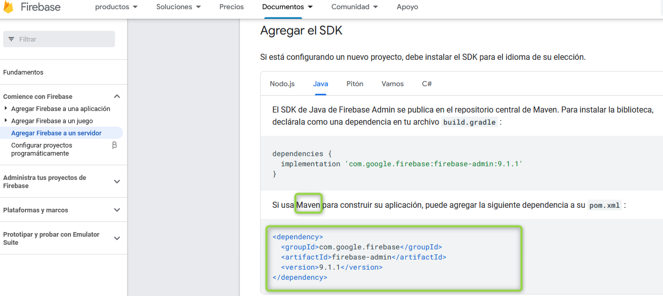 Firebase
productos
Soluciones
Precios
Documentos
Comunidad
Apoyo
Filtrar
Fundamentos
Comience con Firebase
Agregar Firebase a una aplicación
Agregar Firebase a un juego
Agregar Firebase a un servidor
Configurar proyectos β
programáticamente
Administra tus proyectos de
Firebase
Plataformas y marcos
Prototipar y probar con Emulator
Suite
Agregar el SDK
Si está configurando un nuevo proyecto, debe instalar el SDK para el idioma de su elección.
Node.js Java Pitón Vamos C#
El SDK de Java de Firebase Admin se publica en el repositorio central de Maven. Para instalar la biblioteca,
declárala como una dependencia en tu archivo build.gradle :
dependencies {
implementation 'com.google.firebase:firebase-admin:9.1.1'
}
Si usa Maven para construir su aplicación, puede agregar la siguiente dependencia a su pom.xml :
<dependency>
<groupId>com.google.firebase</groupId>
<artifactId>firebase-admin</artifactId>
<version>9.1.1</version>
</dependency>